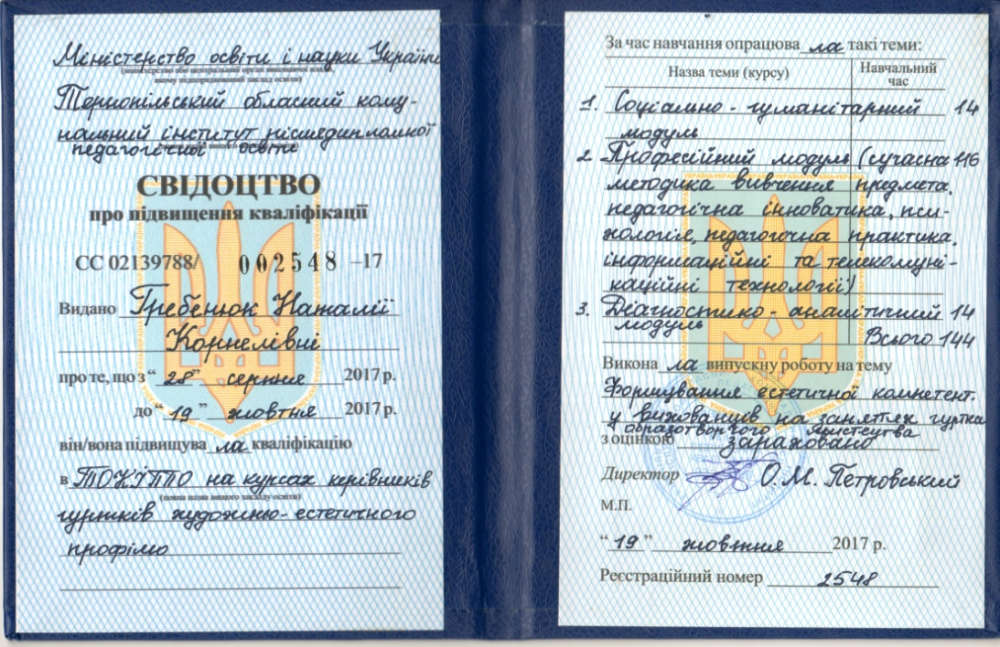 Міністерство освіти і науки України
(міністерство або центральний орган виконавчої влади,
якому підпорядкований заклад освіти)
Тернопільський обласний кому-
нальний інститут післядипломної
педагогічної освіти
СВІДОЦТВО
про підвищення кваліфікації
СС 02139788/ 002548 –17
Видано Гребенюк Наталії
Корнелівні
про те, що з “ 28 ” серпня 2017 р.
до “ 19 ” жовтня 2017 р.
він/вона підвищува ла кваліфікацію
в ТОКІППО на курсах керівників
(повна назва вищого закладу освіти)
гуртків художньо-естетичного
профілю
За час навчання опрацюва ла такі теми:
Назва теми (курсу) Навчальний
час
1. Соціально - гуманітарний 14
модуль
2. Професійний модуль (сучасна 116
методика вивчення предмета,
педагогічна інноватика, пси-
хологія, педагогічна практика,
інформаційні та телекомуні-
каційні технології)
3. Діагностико - аналітичний 14
модуль
Всього 144
Викона ла випускну роботу на тему
Формування естетичної компетент.
у вихованців на заняттях гуртка
образотворчого мистецтва
з оцінкою зараховано
Директор О.М. Петровський
М.П.
“ 19 ” жовтня 2017 р.
Реєстраційний номер 2548